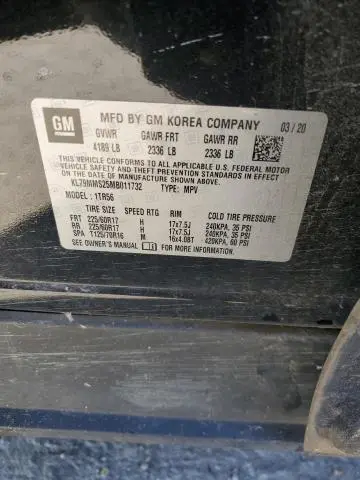 GM
MFD BY GM KOREA COMPANY 03/20
GVWR GAWR FRT GAWR RR
4189 LB 2336 LB 2336 LB
THIS VEHICLE CONFORMS TO ALL APPLICABLE U.S. FEDERAL MOTOR
VEHICLE SAFETY AND THEFT PREVENTION STANDARDS IN EFFECT
ON THE DATE OF MANUFACTURE SHOWN ABOVE.
KL79MMS25MB011732 TYPE: MPV
MODEL: 1TR56
TIRE SIZE SPEED RTG RIM COLD TIRE PRESSURE
FRT 225/60R17 H 17x7.5J 240KPA, 35 PSI
RR 225/60R17 H 17x7.5J 240KPA, 35 PSI
SPA T125/70R16 M 16x4.0BT 420KPA, 60 PSI
SEE OWNERS MANUAL FOR MORE INFORMATION.